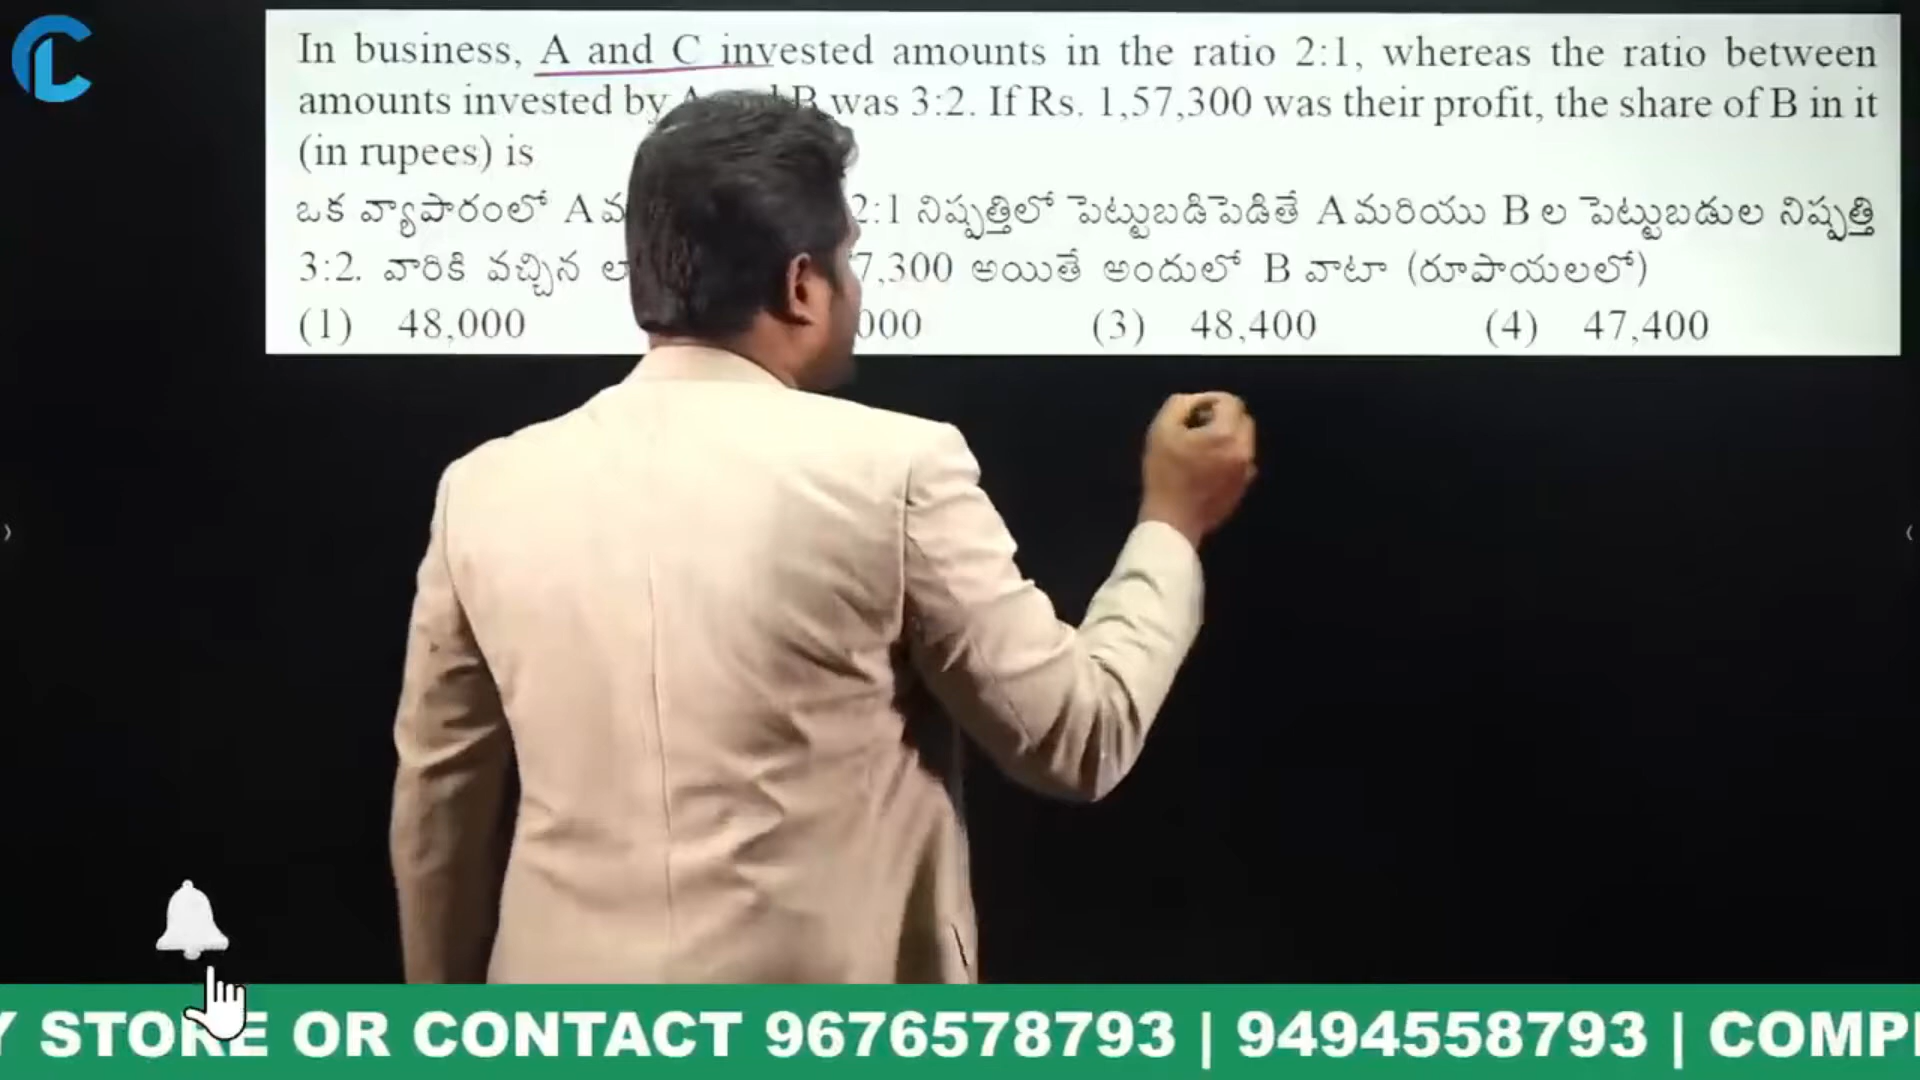 In business, A and C invested amounts in the ratio 2:1, whereas the ratio between
amounts invested by B was 3:2. If Rs. 1,57,300 was their profit, the share of B in it
(in rupees) is
ఒక వ్యాపారంలో A 2:1 నిష్పత్తిలో పెట్టుబడిపెడితే A మరియు B ల పెట్టుబడుల నిష్పత్తి
3:2. వారికి వచ్చిన 7,300 అయితే అందులో B వాటా (రూపాయలలో)
(1) 48,000 000 (3) 48,400 (4) 47,400
STORE OR CONTACT 9676578793 | 9494558793 |